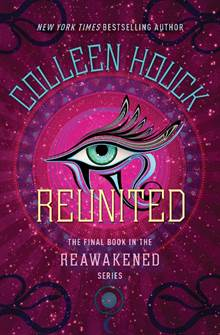 NEW YORK TIMES BESTSELLING AUTHOR
COLLEEN HOUCK
REUNITED
THE FINAL BOOK IN THE
REAWAKENED
SERIES